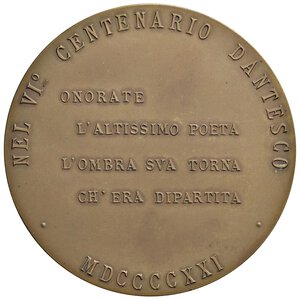 NEL VI° CENTENARIO DANTESCO
ONORATE
L'ALTISSIMO POETA
L'OMBRA SVA TORNA
CH' ERA DIPARTITA
MDCCCCXXI